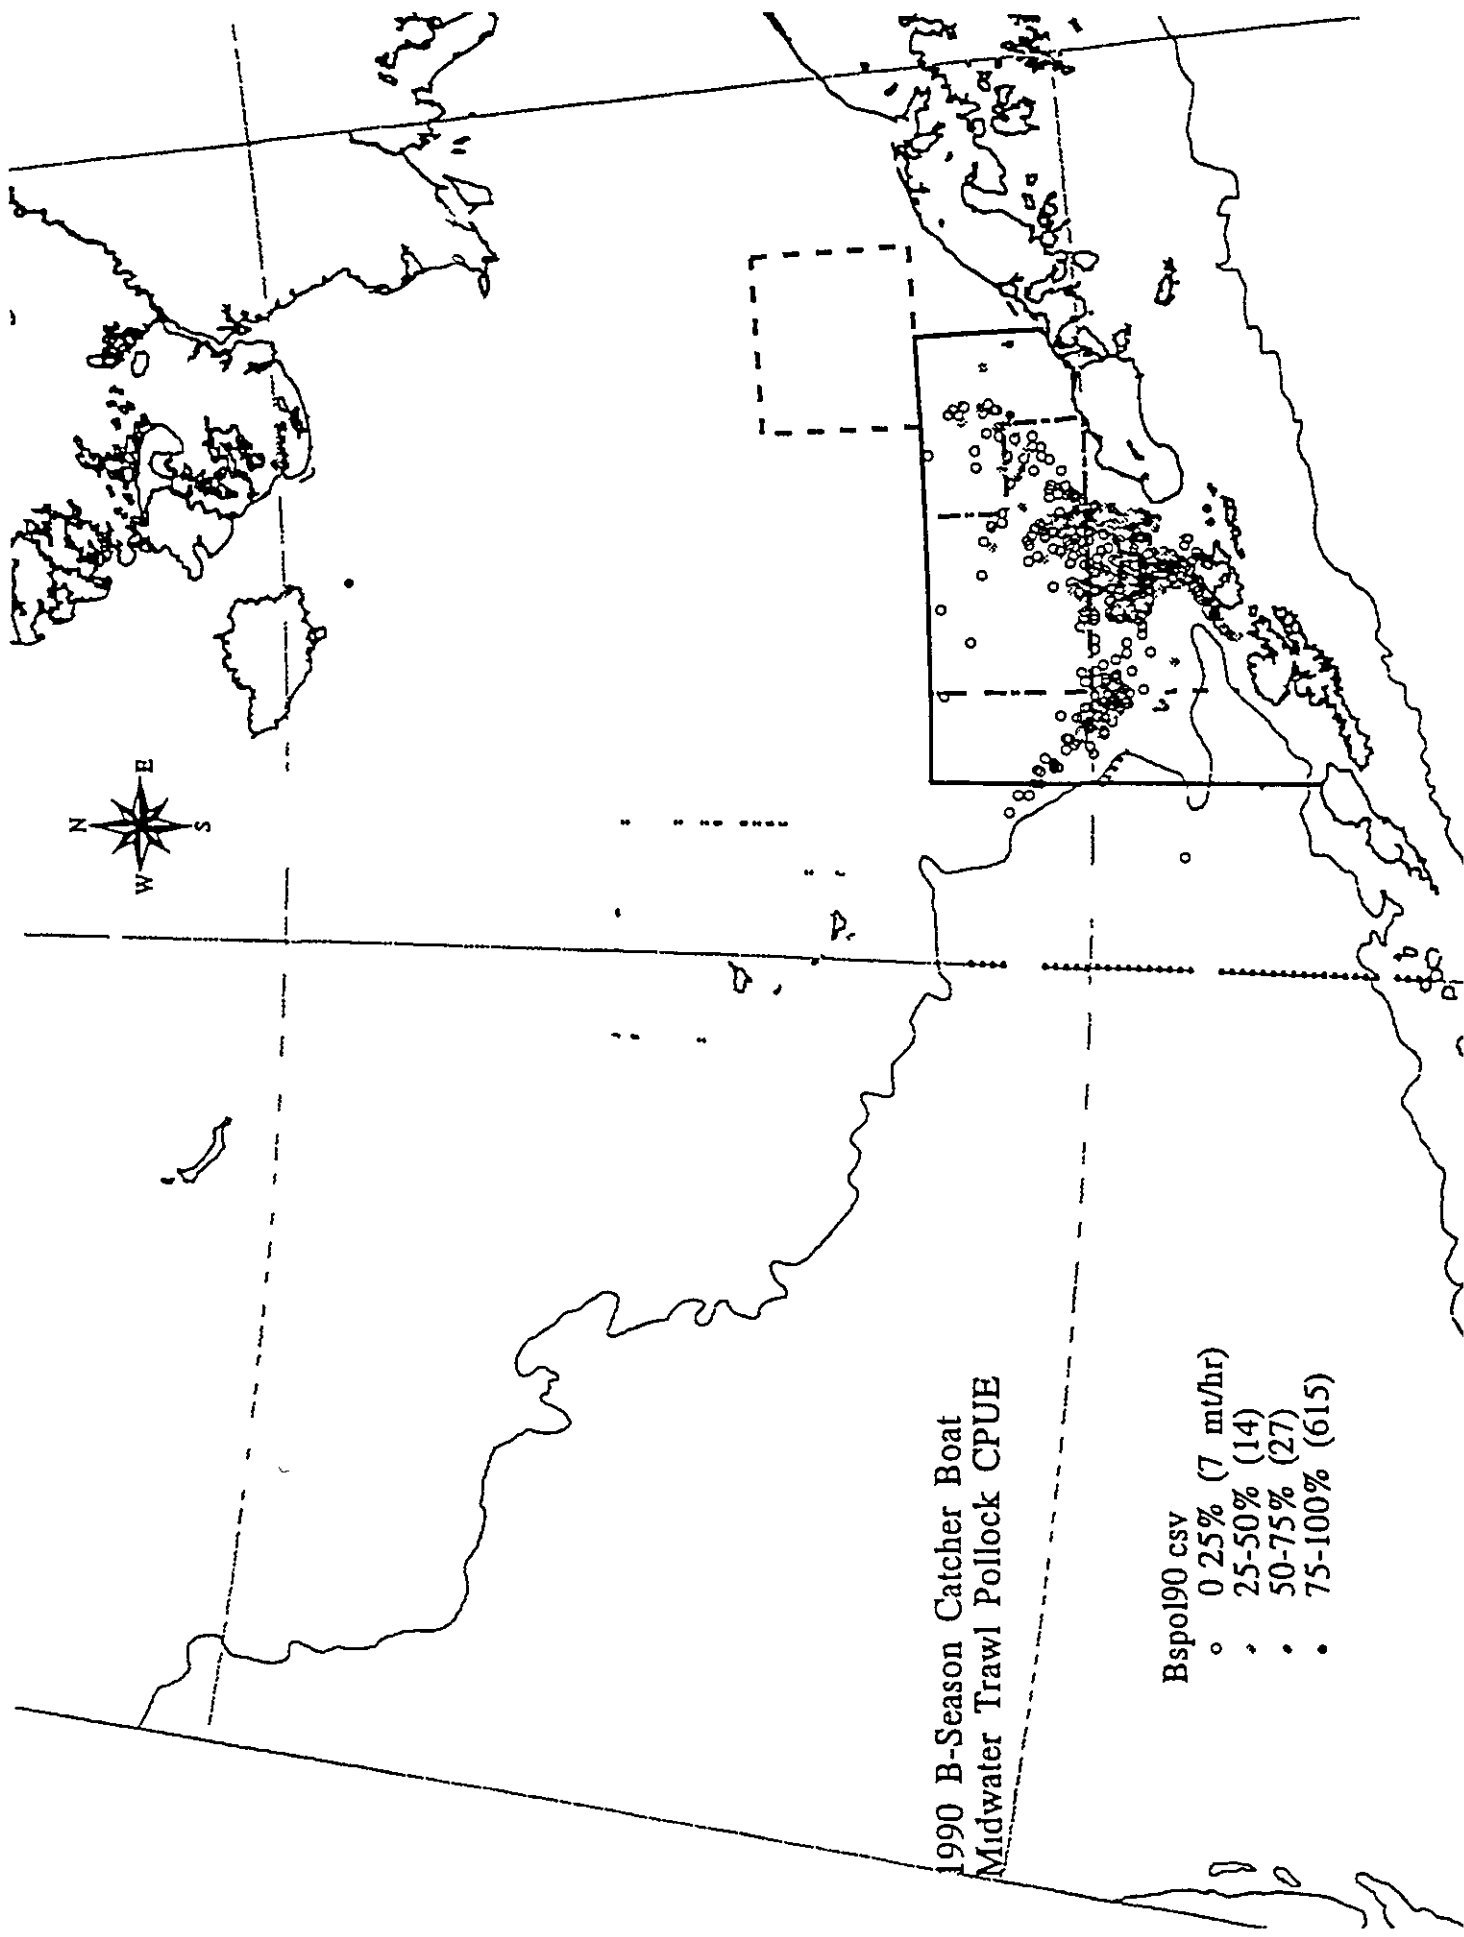 N
W E
S
1990 B-Season Catcher Boat
Midwater Trawl Pollock CPUE
Bspol90 csv
0 25% (7 mt/hr)
25-50% (14)
50-75% (27)
75-100% (615)